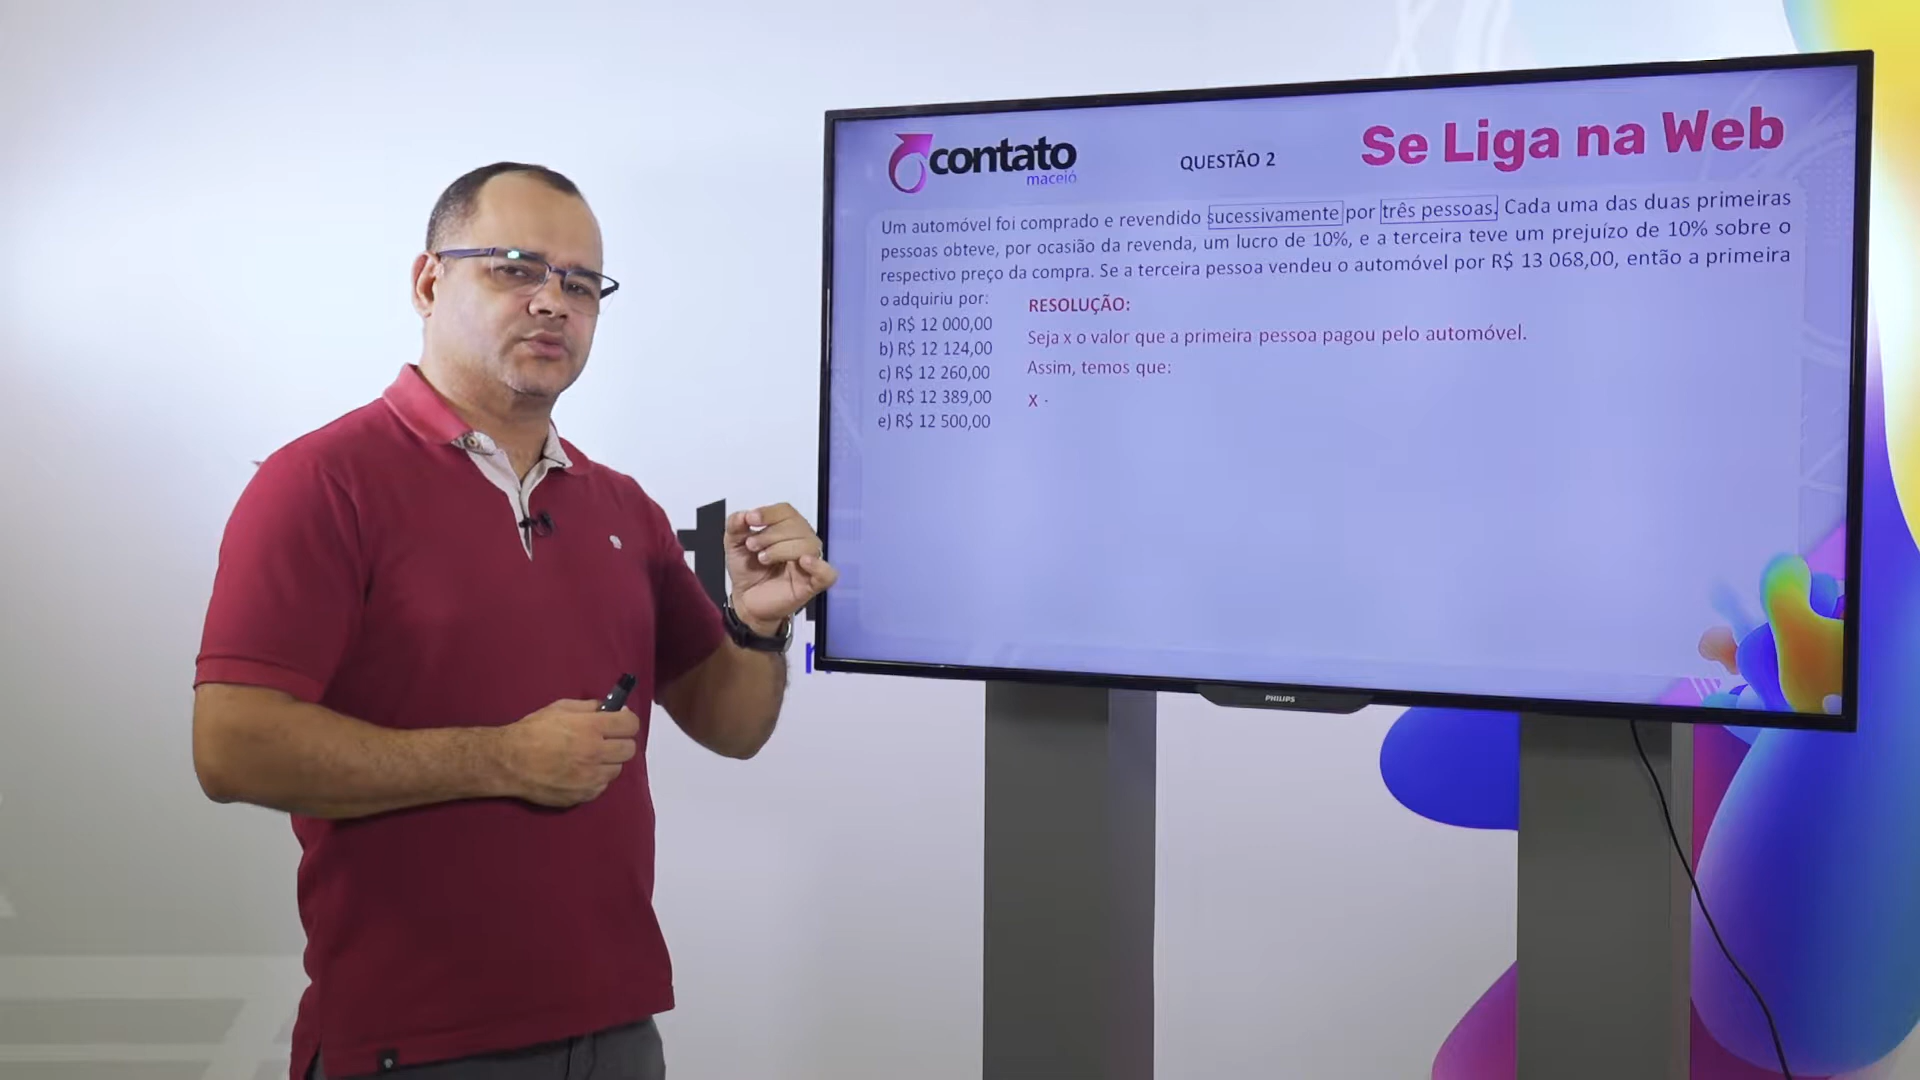 contato
maceió
QUESTÃO 2
Se Liga na Web
Um automóvel foi comprado e revendido sucessivamente por três pessoas. Cada uma das duas primeiras
pessoas obteve, por ocasião da revenda, um lucro de 10%, e a terceira teve um prejuízo de 10% sobre o
respectivo preço da compra. Se a terceira pessoa vendeu o automóvel por R$ 13 068,00, então a primeira
o adquiriu por:
a) R$ 12 000,00
b) R$ 12 124,00
c) R$ 12 260,00
d) R$ 12 389,00
e) R$ 12 500,00
RESOLUÇÃO:
Seja x o valor que a primeira pessoa pagou pelo automóvel.
Assim, temos que:
X ·
PHILIPS